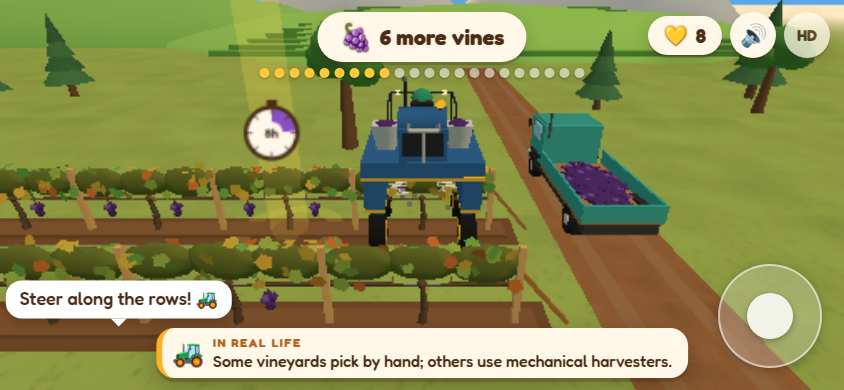 6 more vines
8
HD
8h
Steer along the rows!
IN REAL LIFE
Some vineyards pick by hand; others use mechanical harvesters.